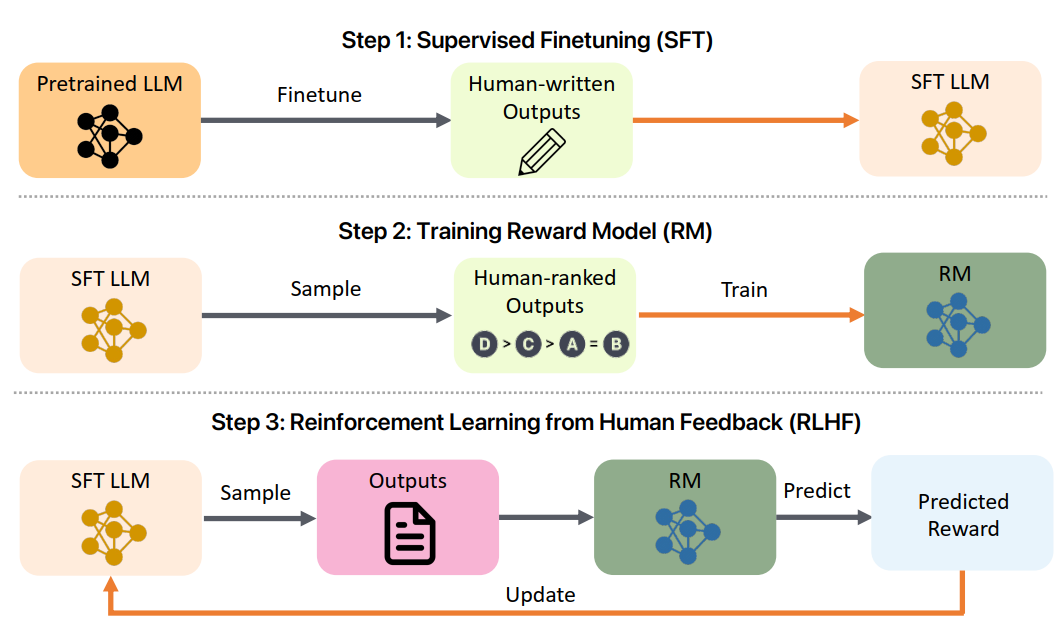 Step 1: Supervised Finetuning (SFT)
Pretrained LLM
Finetune
Human-written
Outputs
SFT LLM
Step 2: Training Reward Model (RM)
SFT LLM
Sample
Human-ranked
Outputs
D > C > A = B
Train
RM
Step 3: Reinforcement Learning from Human Feedback (RLHF)
SFT LLM
Sample
Outputs
RM
Predict
Predicted
Reward
Update